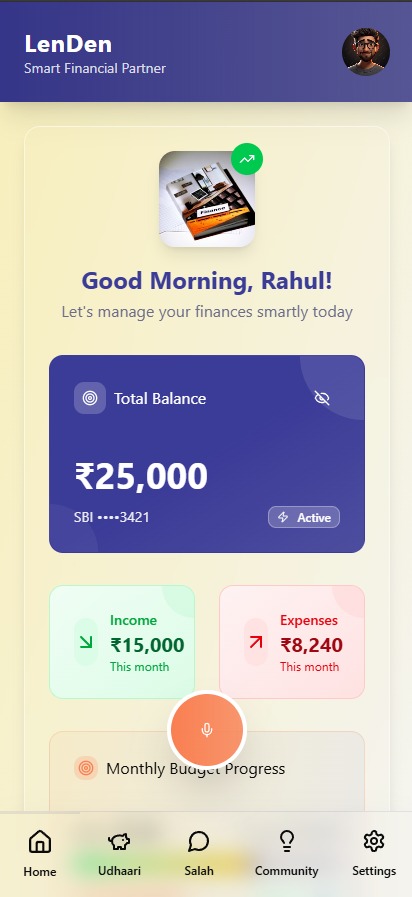 LenDen
Smart Financial Partner
Finance
Good Morning, Rahul!
Let's manage your finances smartly today
Total Balance
₹25,000
SBI ••••3421
Active
Income
₹15,000
This month
Expenses
₹8,240
This month
Monthly Budget Progress
Home
Udhaari
Salah
Community
Settings